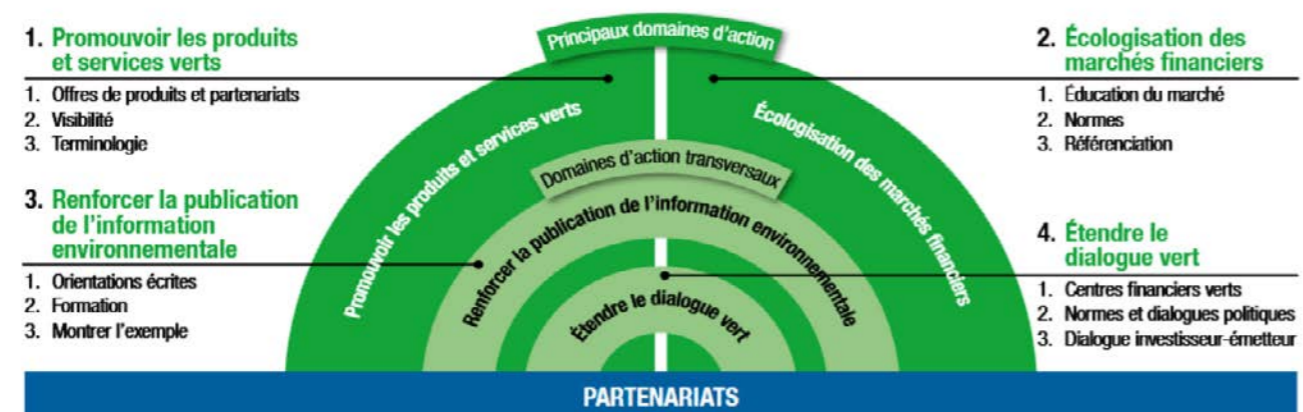 1. Promouvoir les produits
et services verts
1. Offres de produits et partenariats
2. Visibilité
3. Terminologie
3. Renforcer la publication
de l'information
environnementale
1. Orientations écrites
2. Formation
3. Montrer l'exemple
Principaux domaines d'action
Promouvoir les produits et services verts
Écologisation des marchés financiers
Domaines d'action transversaux
Renforcer la publication de l'information environnementale
Étendre le dialogue vert
2. Écologisation des
marchés financiers
1. Éducation du marché
2. Normes
3. Référenciation
4. Étendre le
dialogue vert
1. Centres financiers verts
2. Normes et dialogues politiques
3. Dialogue investisseur-émetteur
PARTENARIATS